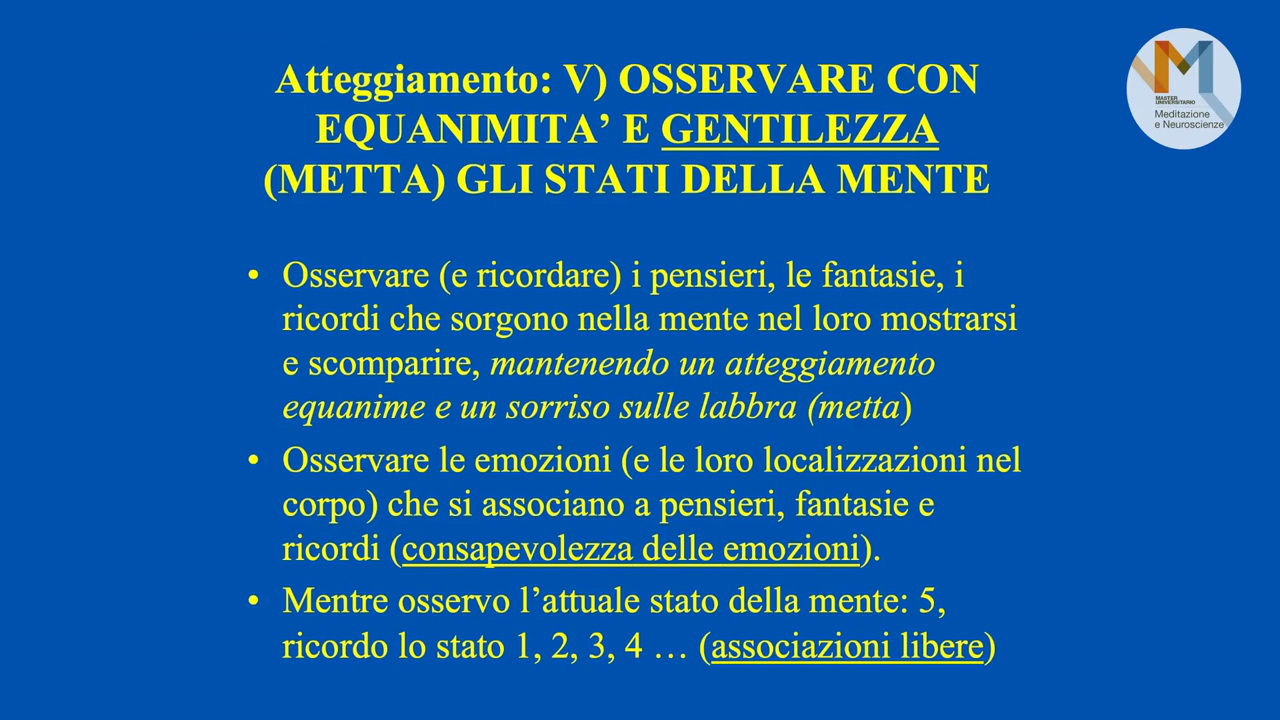 Atteggiamento: V) OSSERVARE CON
EQUANIMITA’ E GENTILEZZA
(METTA) GLI STATI DELLA MENTE
MASTER
UNIVERSITARIO
Meditazione
e Neuroscienze
• Osservare (e ricordare) i pensieri, le fantasie, i
ricordi che sorgono nella mente nel loro mostrarsi
e scomparire, mantenendo un atteggiamento
equanime e un sorriso sulle labbra (metta)
• Osservare le emozioni (e le loro localizzazioni nel
corpo) che si associano a pensieri, fantasie e
ricordi (consapevolezza delle emozioni).
• Mentre osservo l’attuale stato della mente: 5,
ricordo lo stato 1, 2, 3, 4 … (associazioni libere)